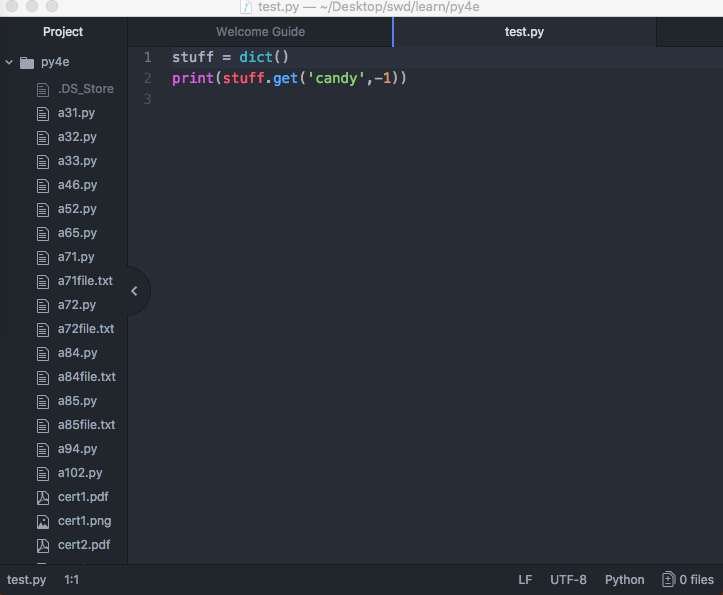 test.py — ~/Desktop/swd/learn/py4e
Project
Welcome Guide
test.py
py4e
.DS_Store
a31.py
a32.py
a33.py
a46.py
a52.py
a65.py
a71.py
a71file.txt
a72.py
a72file.txt
a84.py
a84file.txt
a85.py
a85file.txt
a94.py
a102.py
cert1.pdf
cert1.png
cert2.pdf
1 stuff = dict()
2 print(stuff.get('candy',-1))
3
test.py 1:1 LF UTF-8 Python 0 files